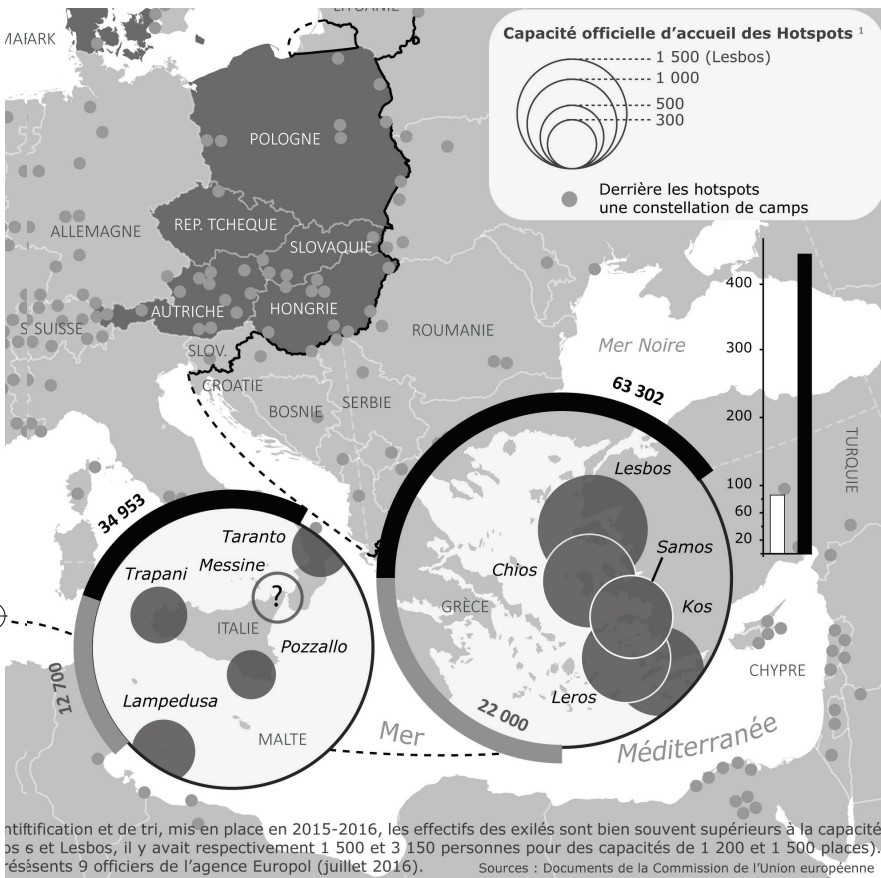 LITUANIE
Capacité officielle d'accueil des Hotspots ¹
1 500 (Lesbos)
1 000
500
300
Derrière les hotspots
une constellation de camps
POLOGNE
ALLEMAGNE
REP. TCHEQUE
SLOVAQUIE
AUTRICHE
HONGRIE
SUISSE
SLOV.
ROUMANIE
CROATIE
BOSNIE
SERBIE
Mer Noire
TURQUIE
400
300
200
100
60
20
63 302
Lesbos
Chios
Samos
Kos
GRÈCE
Leros
22 000
34 953
Taranto
Messine
Trapani
?
ITALIE
Pozzallo
12 700
Lampedusa
MALTE
CHYPRE
Mer
Méditerranée
et de tri, mis en place en 2015-2016, les effectifs des exilés sont bien souvent supérieurs à la capacité
et Lesbos, il y avait respectivement 1 500 et 3 150 personnes pour des capacités de 1 200 et 1 500 places).
9 officiers de l'agence Europol (juillet 2016).
Sources : Documents de la Commission de l'Union européenne